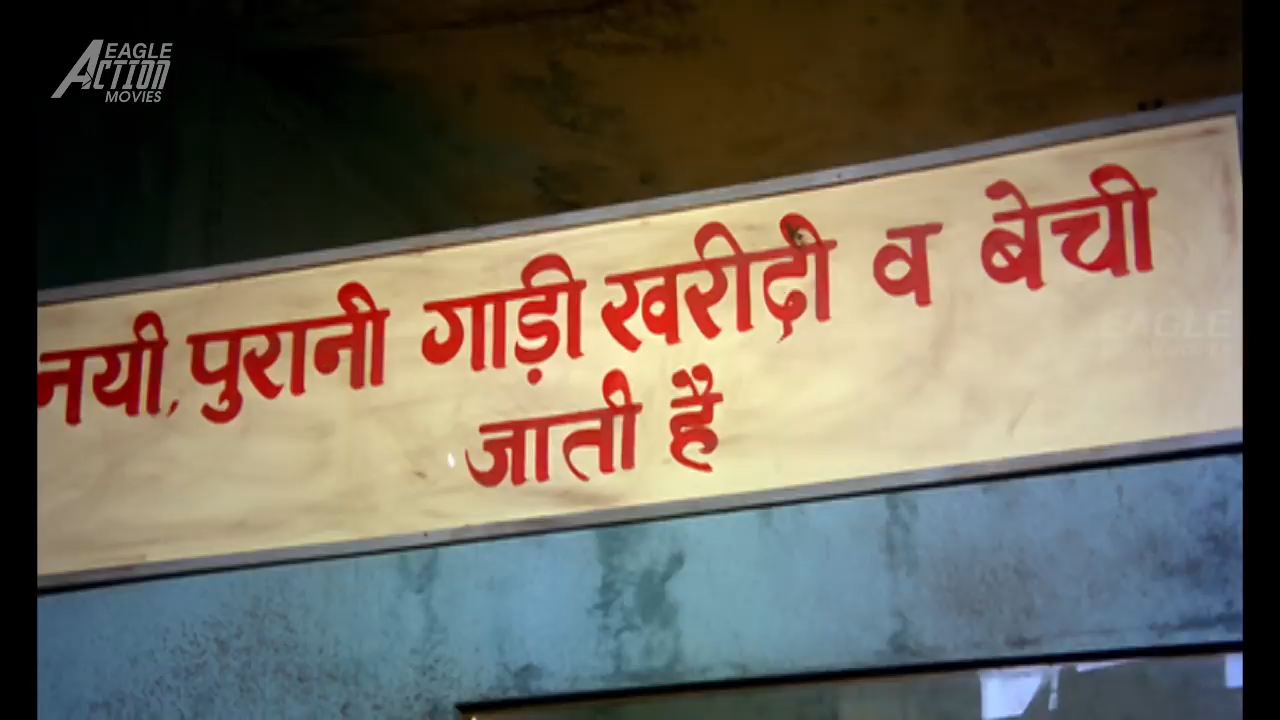 EAGLE
ACTION
MOVIES
नयी, पुरानी गाड़ी खरीदी व बेची
जाती है